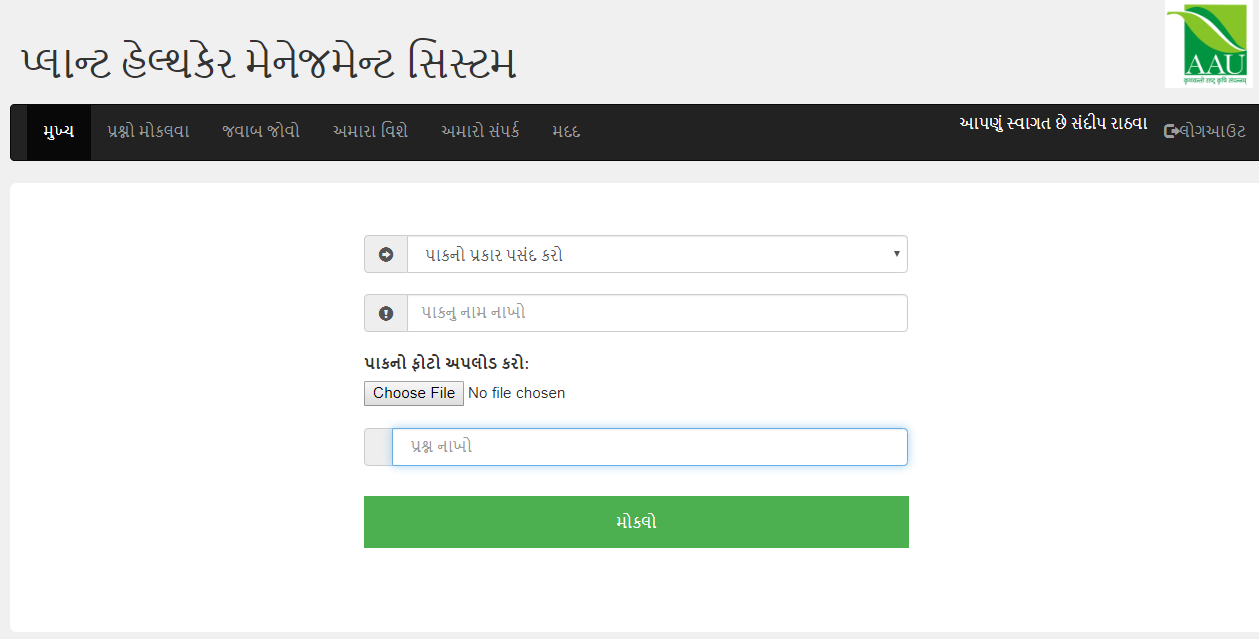 પ્લાન્ટ હેલ્થકેર મેનેજમેન્ટ સિસ્ટમ
AAU
મુખ્ય પ્રશ્નો મોકલવા જવાબ જોવો અમારા વિશે અમારો સંપર્ક મદદ આપણું સ્વાગત છે સંદીપ રાઠવા લોગઆઉટ
પાકનો પ્રકાર પસંદ કરો
પાકનુ નામ નાખો
પાકનો ફોટો અપલોડ કરો:
Choose File No file chosen
પ્રશ્ન નાખો
મોકલો